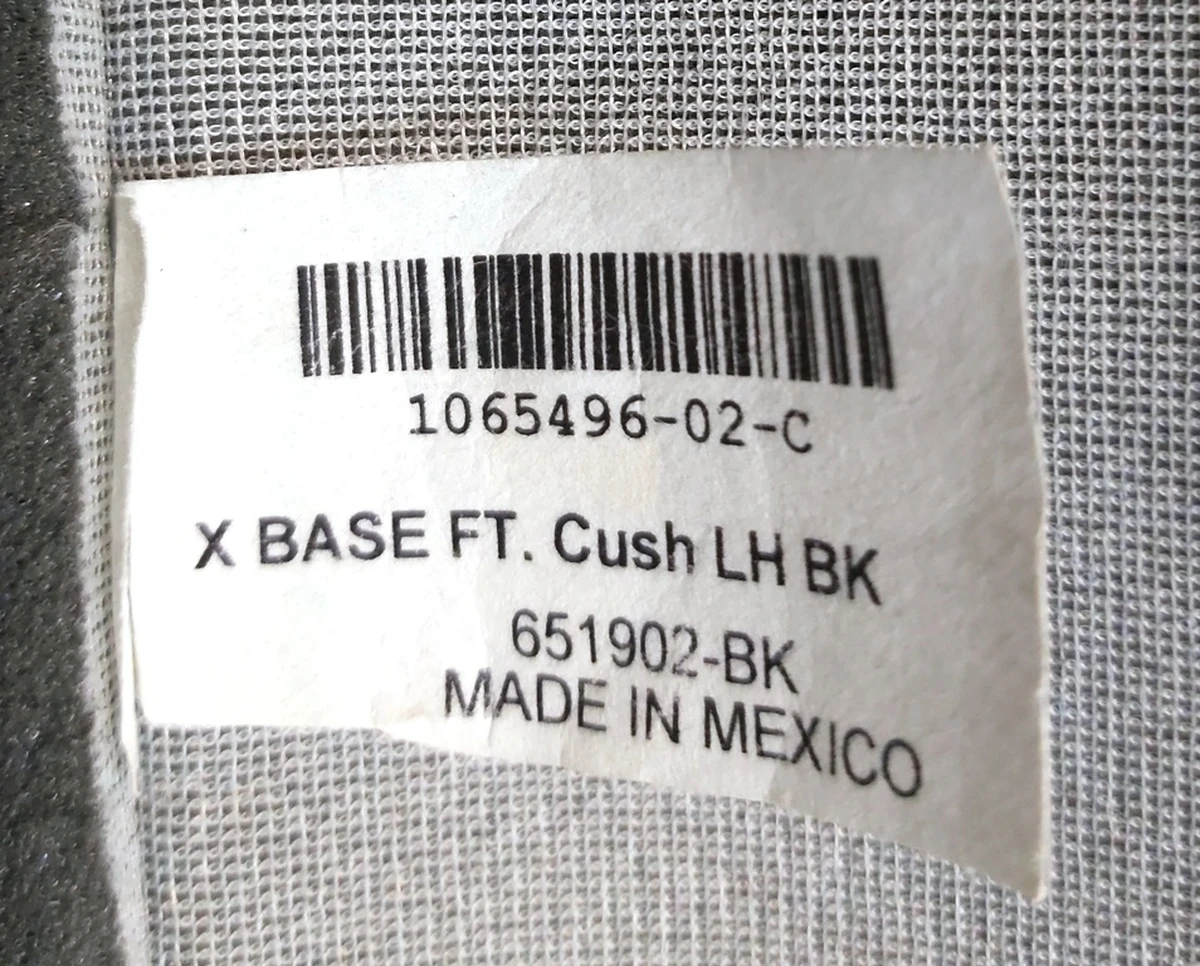 1065496-02-C
X BASE FT. Cush LH BK
651902-BK
MADE IN MEXICO